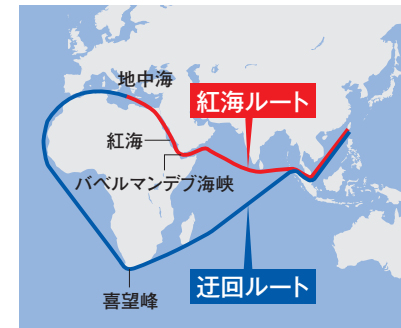 地中海
紅海ルート
紅海
バベルマンデブ海峡
迂回ルート
喜望峰